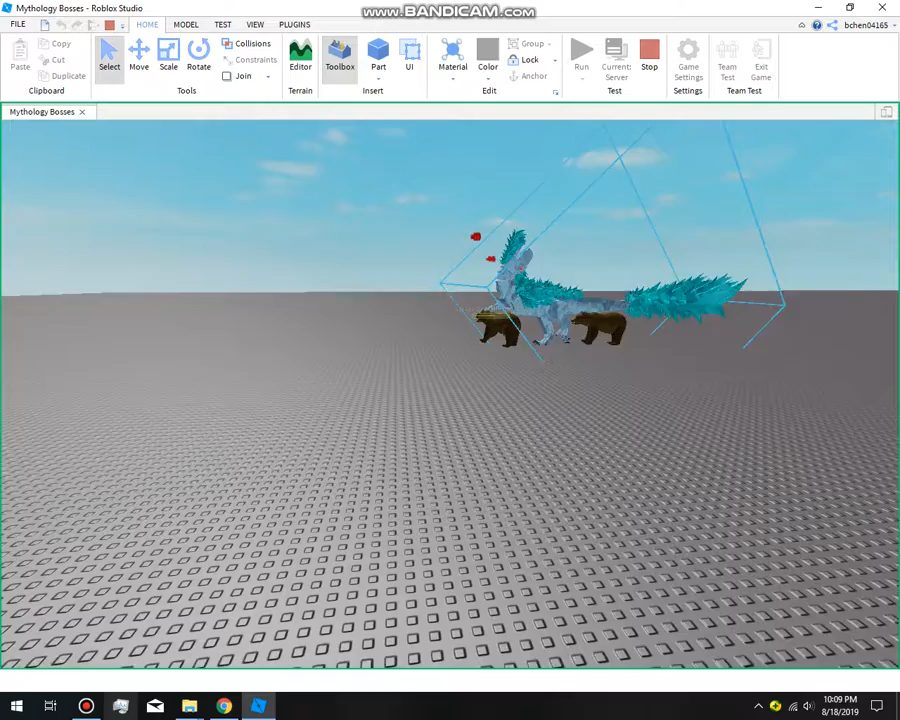 Mythology Bosses - Roblox Studio
www.BANDICAM.com
FILE HOME MODEL TEST VIEW PLUGINS bchen04165
Paste Copy Cut Duplicate Clipboard
Select Move Scale Rotate Collisions Constraints Join Tools
Editor Terrain
Toolbox Part UI Insert
Material Color Group Lock Anchor Edit
Run Current: Server Stop Test
Game Settings Settings
Team Test Exit Game Team Test
Mythology Bosses
10:09 PM
8/18/2019